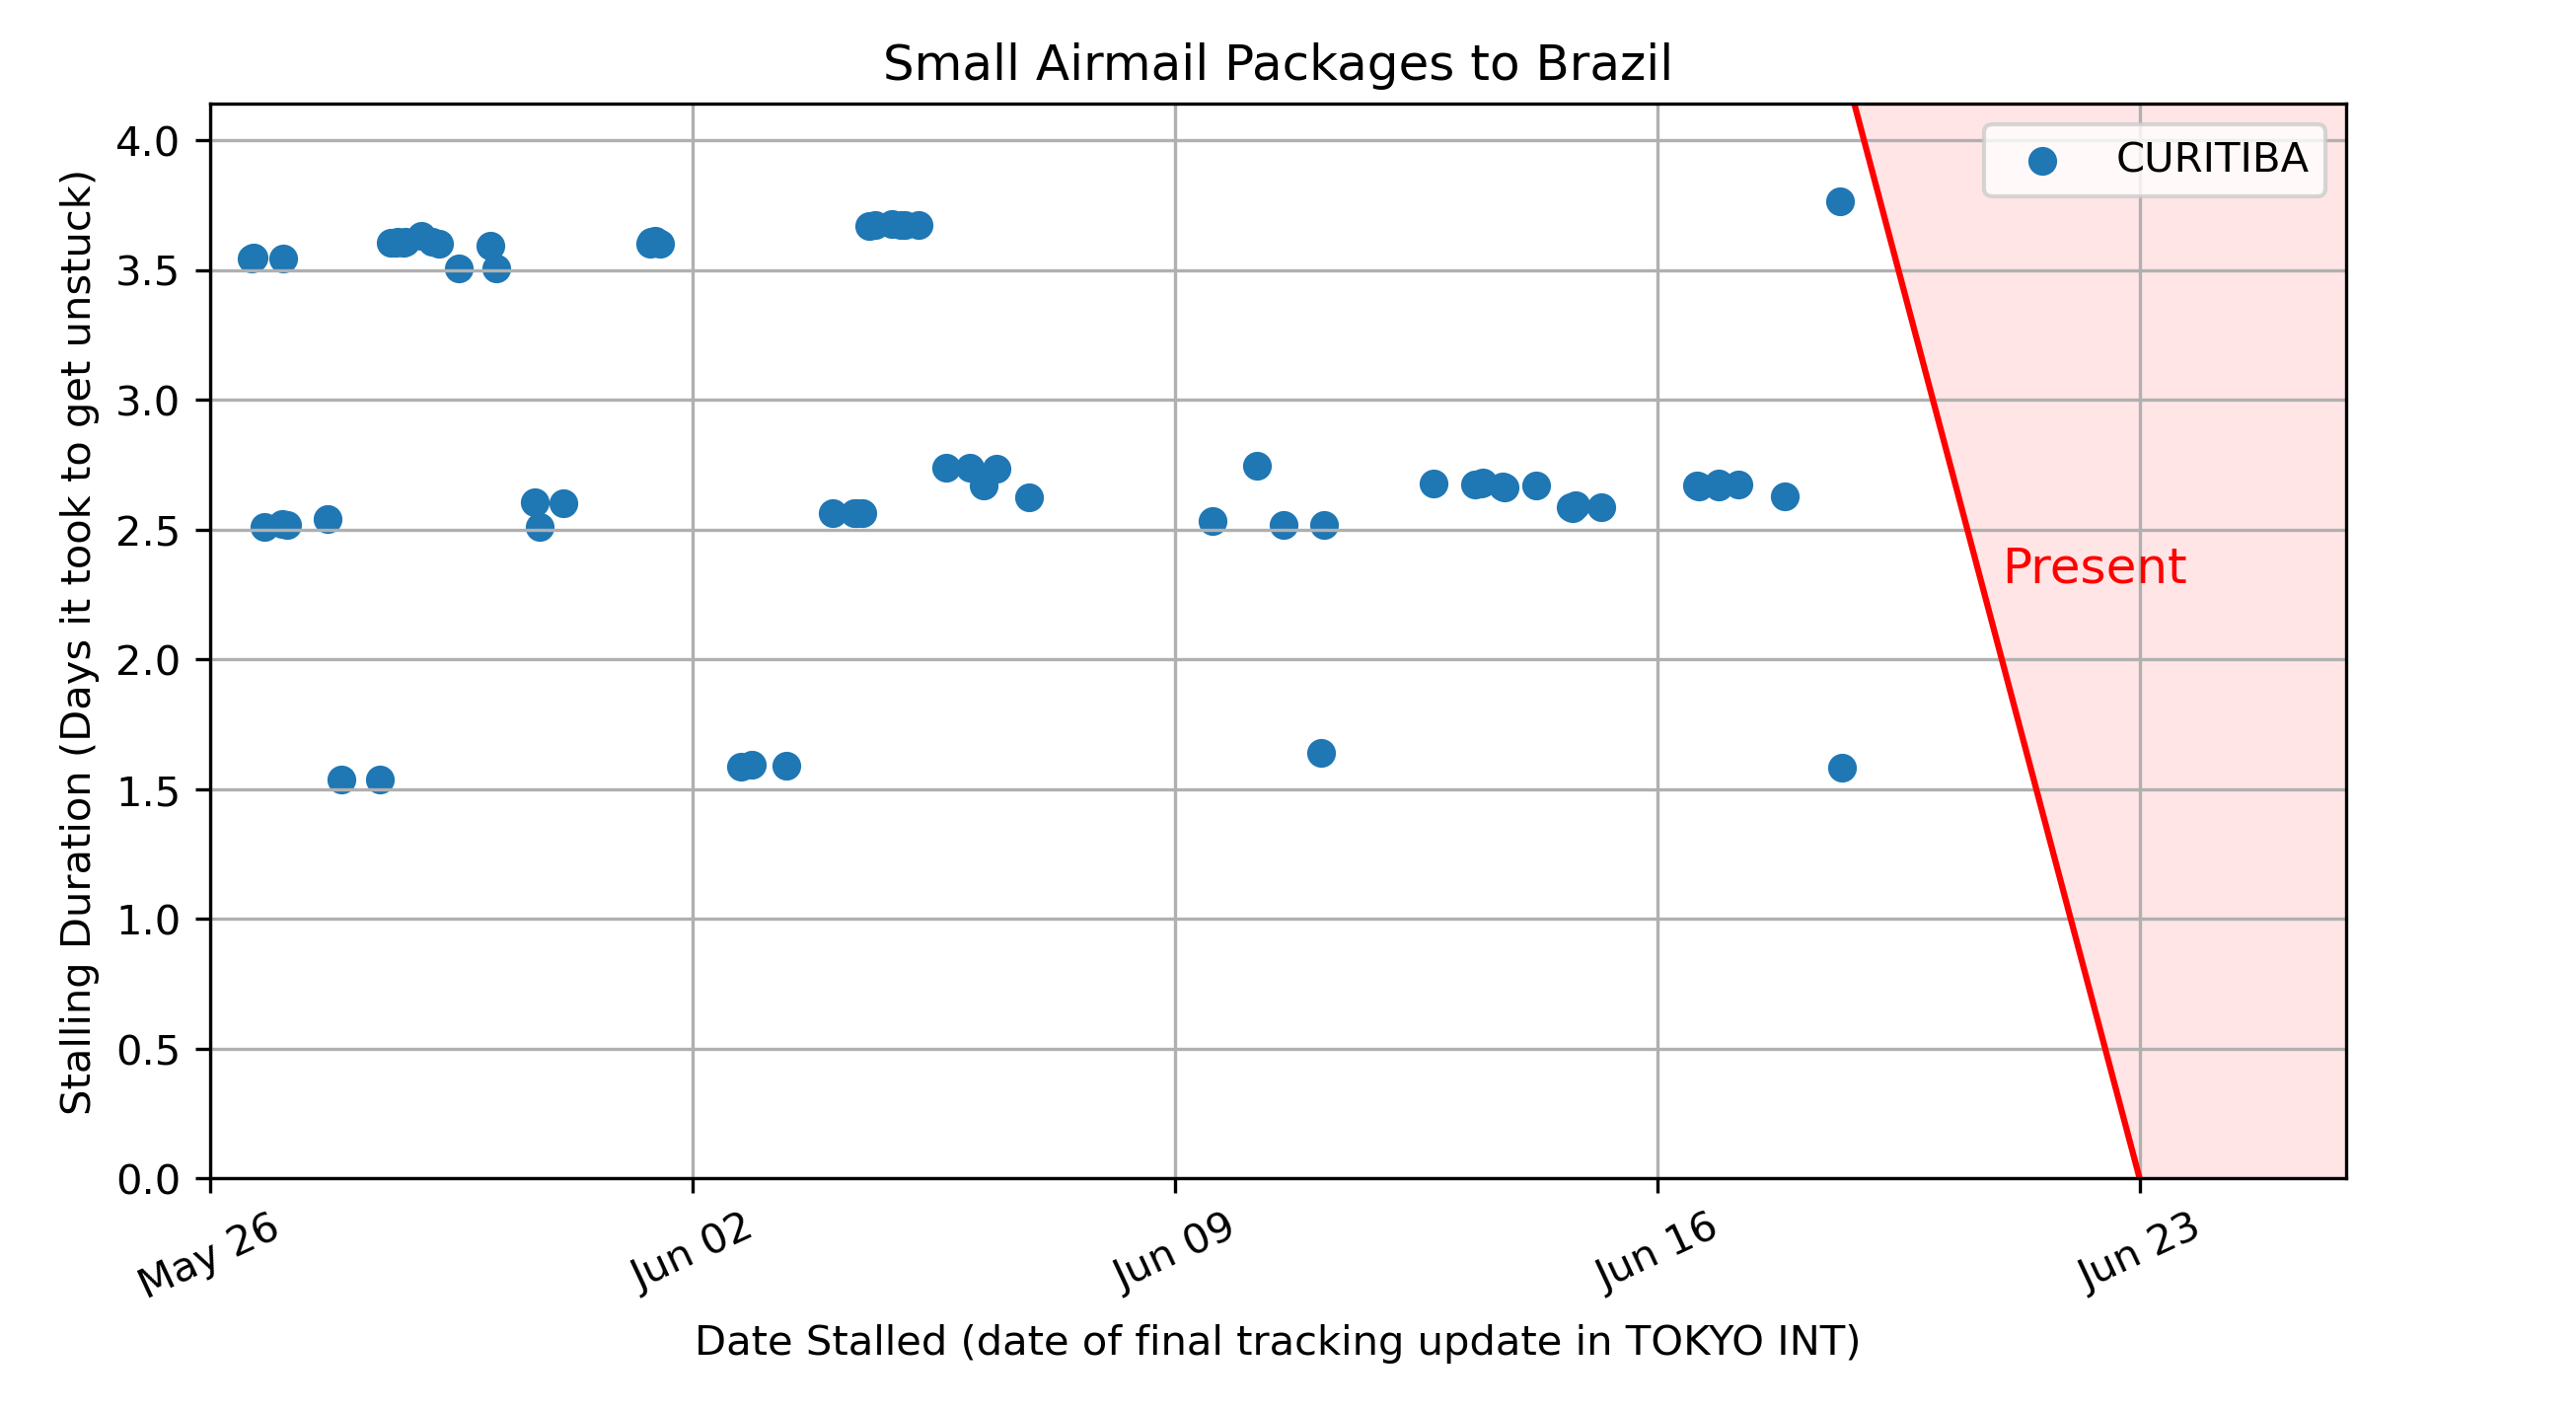 Small Airmail Packages to Brazil
Stalling Duration (Days it took to get unstuck)
4.0
3.5
3.0
2.5
2.0
1.5
1.0
0.5
0.0
CURITIBA
Present
May 26
Jun 02
Jun 09
Jun 16
Jun 23
Date Stalled (date of final tracking update in TOKYO INT)